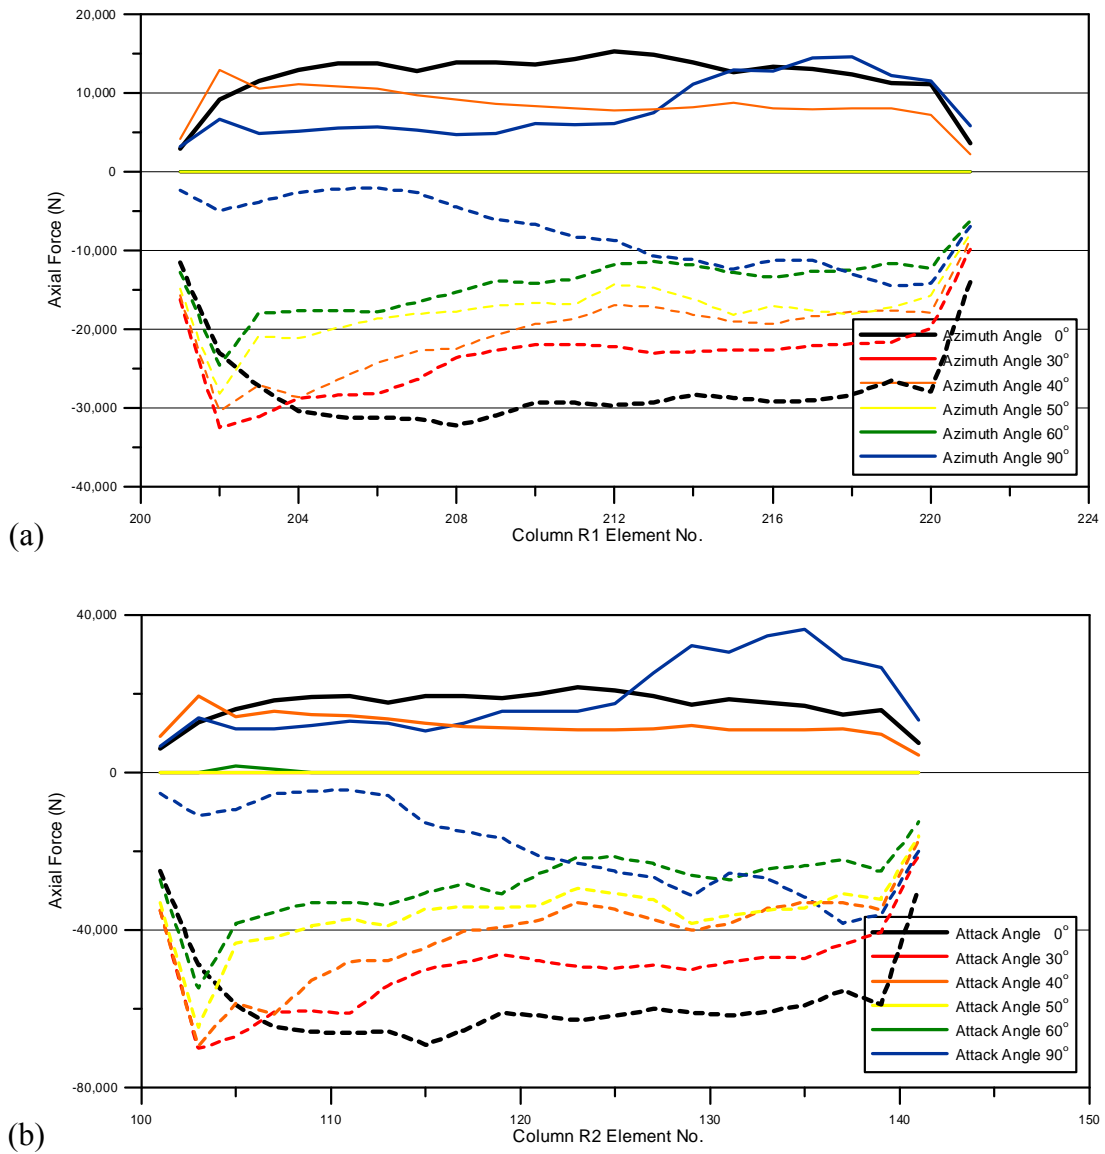 20,000
10,000
0
-10,000
-20,000
-30,000
-40,000
Axial Force (N)
Azimuth Angle 0°
Azimuth Angle 30°
Azimuth Angle 40°
Azimuth Angle 50°
Azimuth Angle 60°
Azimuth Angle 90°
200 204 208 212 216 220 224
Column R1 Element No.
(a)
40,000
0
-40,000
-80,000
Axial Force (N)
Attack Angle 0°
Attack Angle 30°
Attack Angle 40°
Attack Angle 50°
Attack Angle 60°
Attack Angle 90°
100 110 120 130 140 150
Column R2 Element No.
(b)